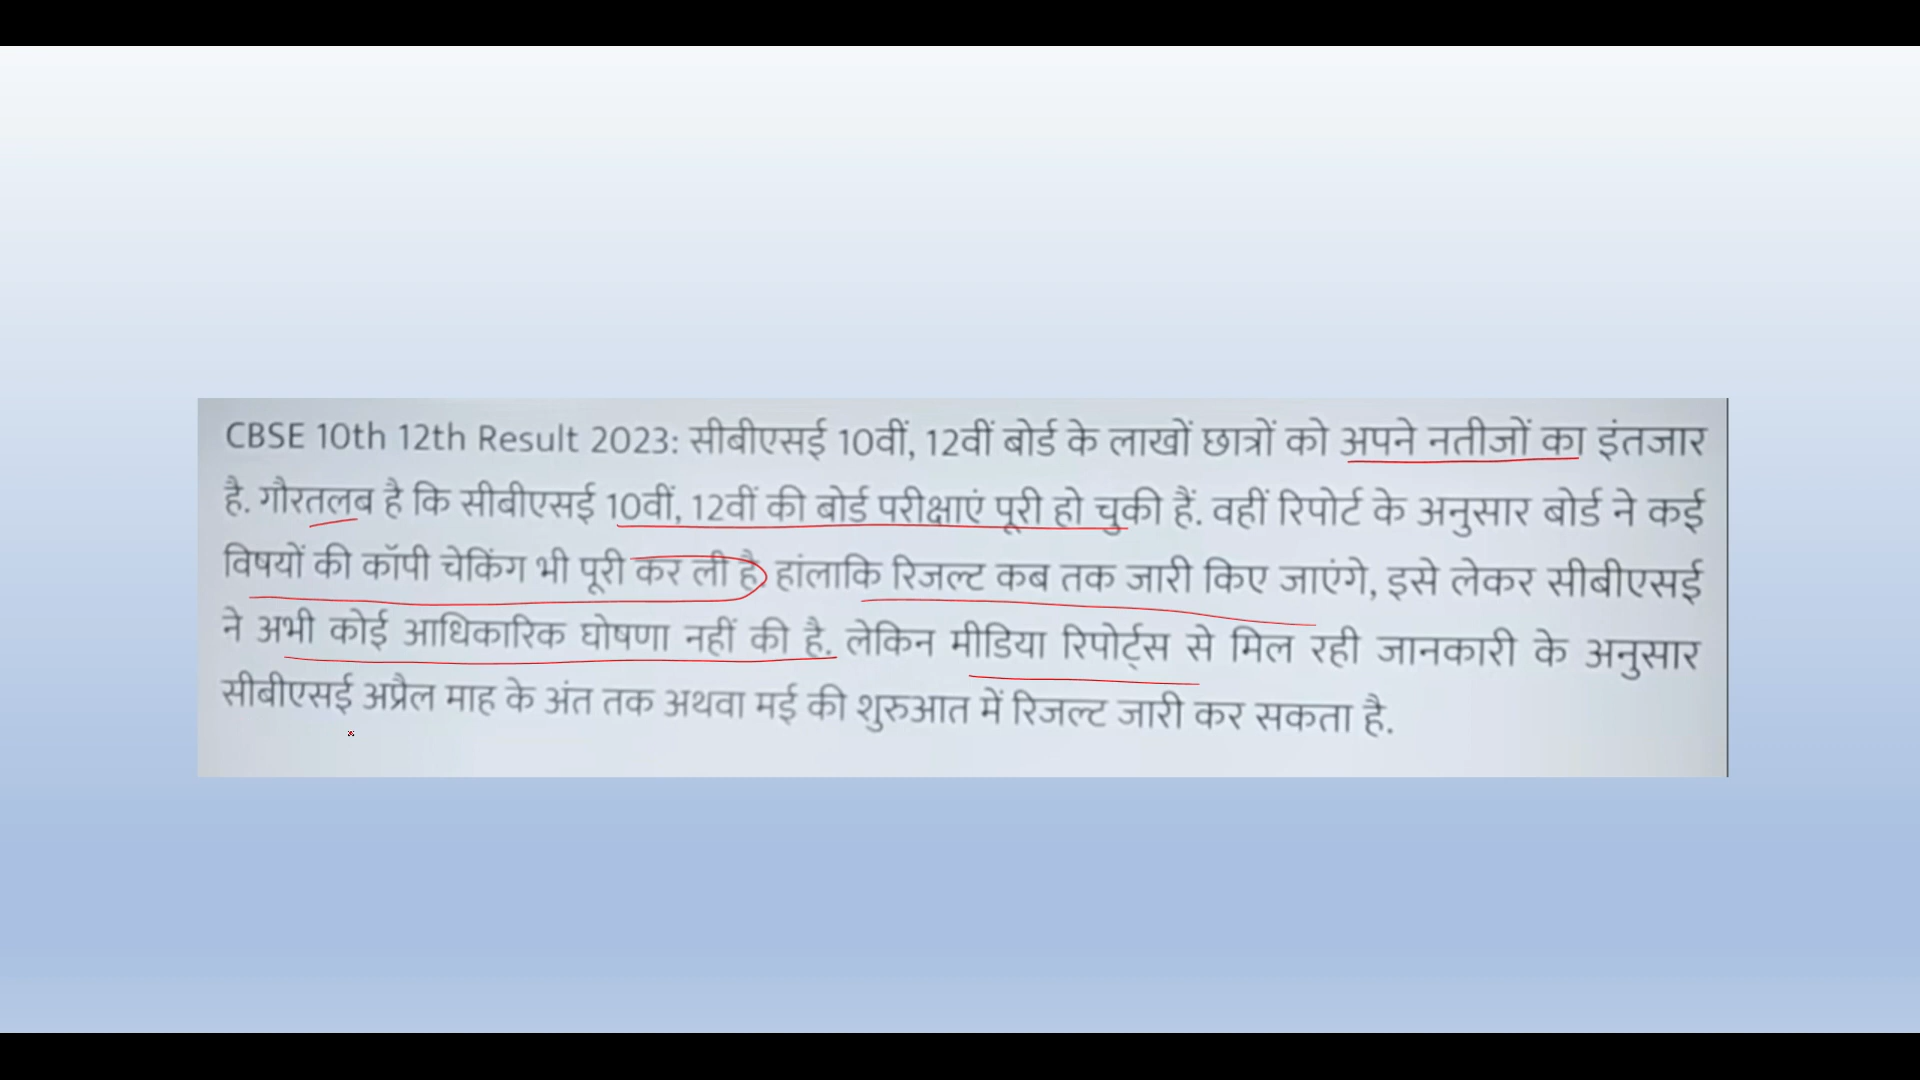 CBSE 10th 12th Result 2023: सीबीएसई 10वीं, 12वीं बोर्ड के लाखों छात्रों को अपने नतीजों का इंतजार
है. गौरतलब है कि सीबीएसई 10वीं, 12वीं की बोर्ड परीक्षाएं पूरी हो चुकी हैं. वहीं रिपोर्ट के अनुसार बोर्ड ने कई
विषयों की कॉपी चेकिंग भी पूरी कर ली है. हांलाकि रिजल्ट कब तक जारी किए जाएंगे, इसे लेकर सीबीएसई
ने अभी कोई आधिकारिक घोषणा नहीं की है. लेकिन मीडिया रिपोर्ट्स से मिल रही जानकारी के अनुसार
सीबीएसई अप्रैल माह के अंत तक अथवा मई की शुरुआत में रिजल्ट जारी कर सकता है.